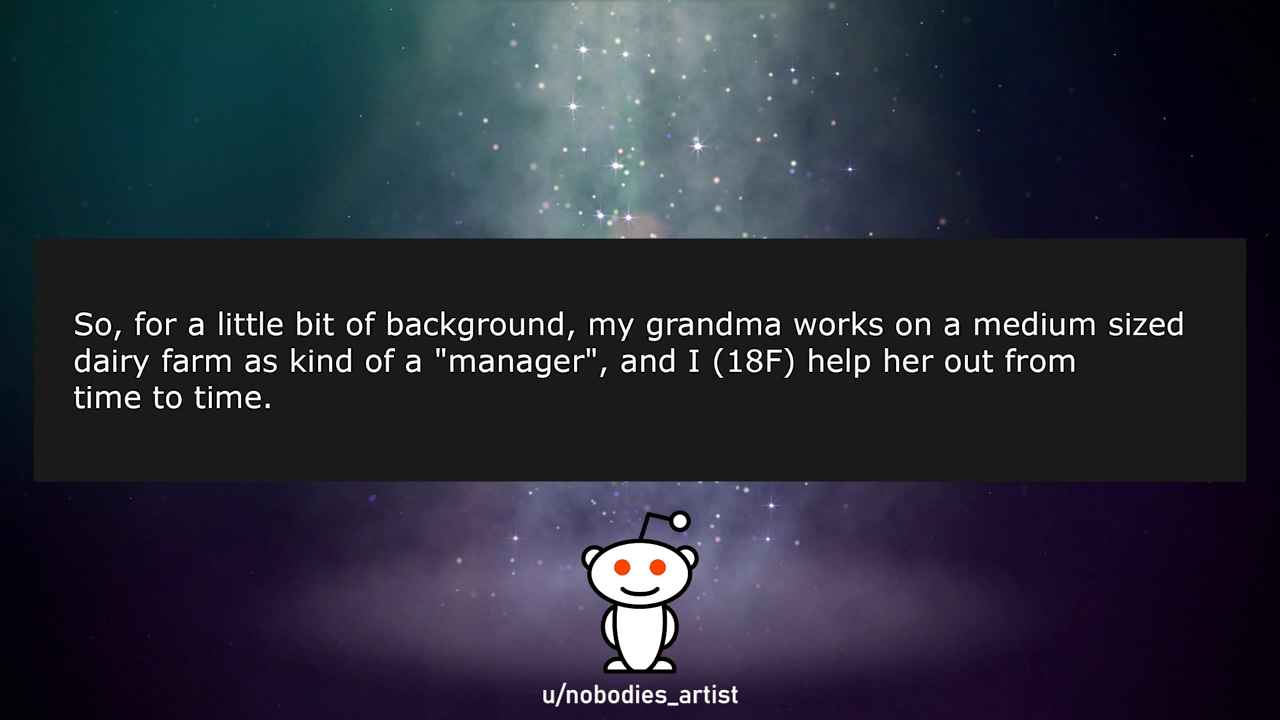 So, for a little bit of background, my grandma works on a medium sized
dairy farm as kind of a "manager", and I (18F) help her out from
time to time.
u/nobodies_artist